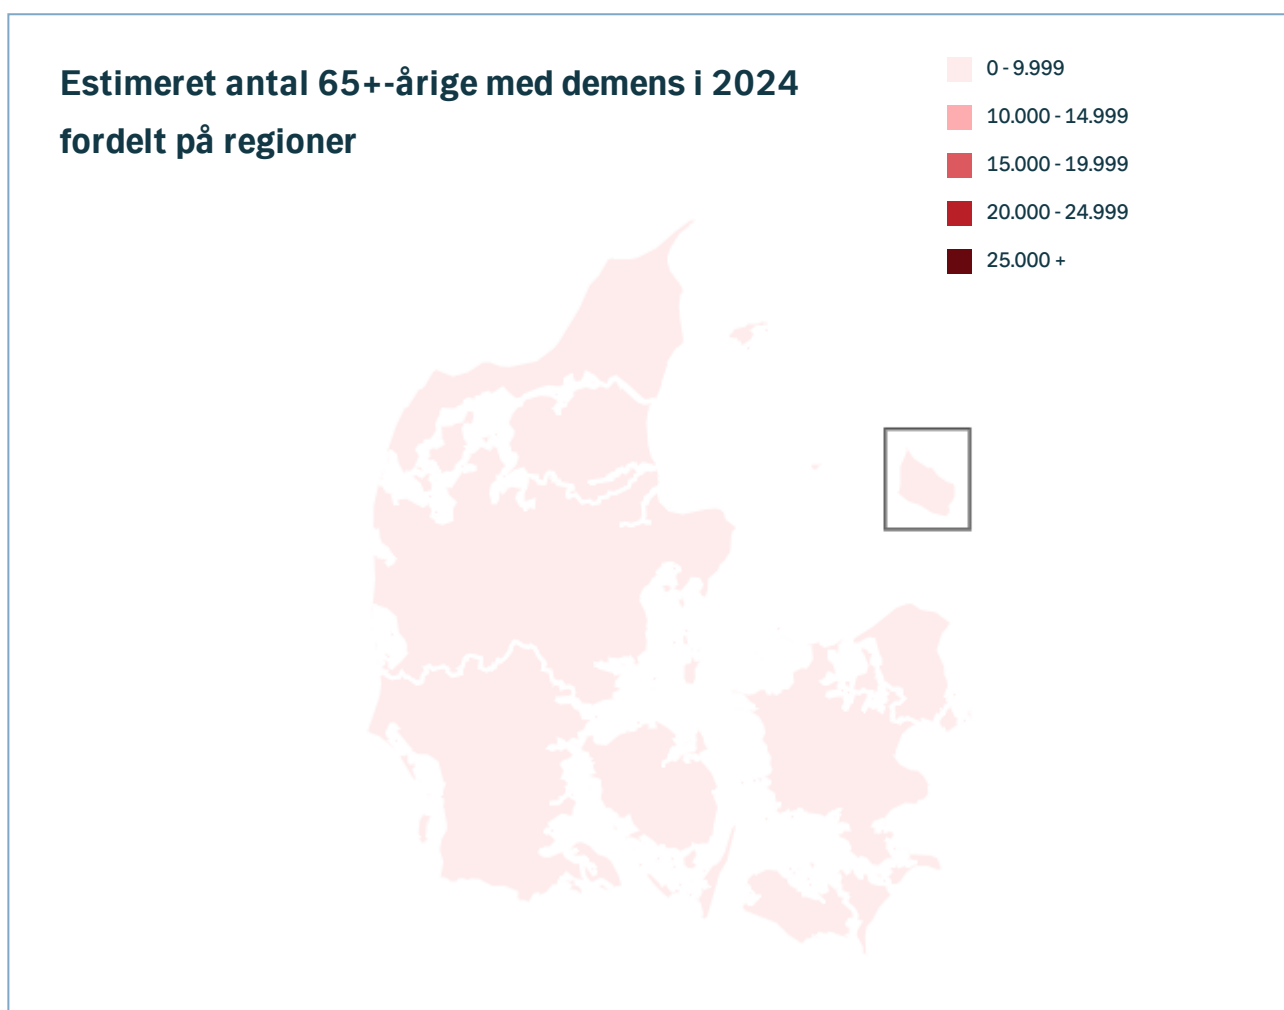 Estimeret antal 65+-årige med demens i 2024
fordelt på regioner
0 - 9.999
10.000 - 14.999
15.000 - 19.999
20.000 - 24.999
25.000 +